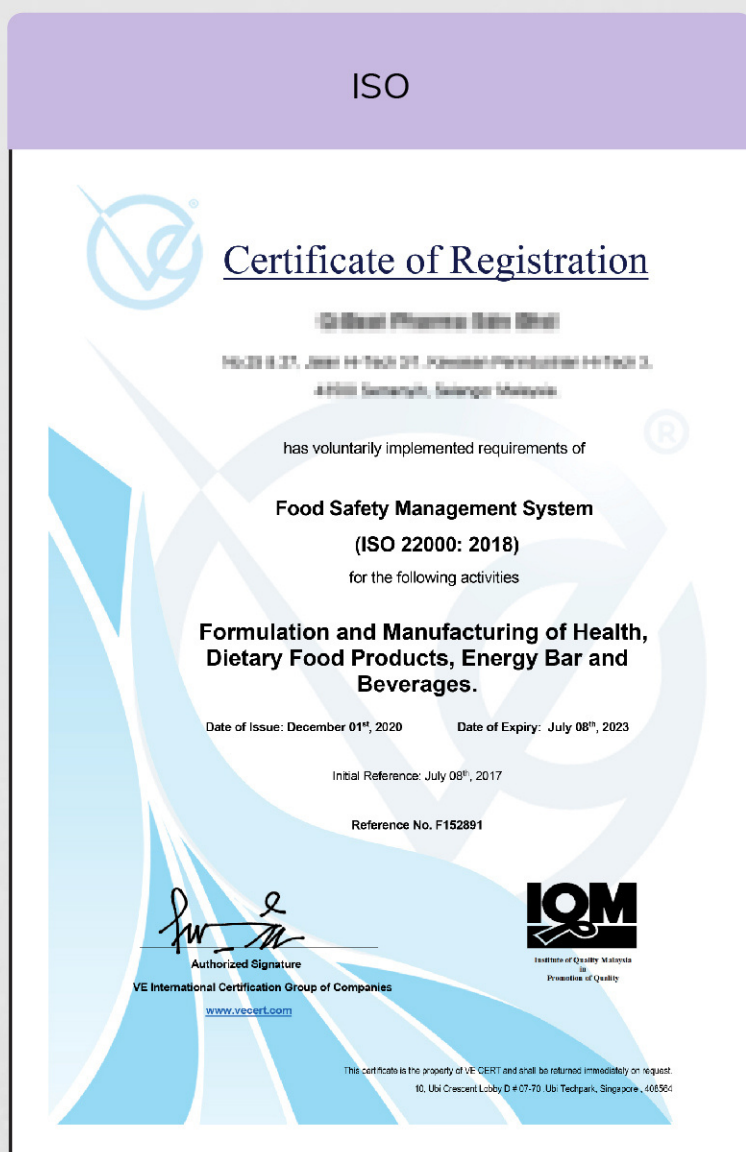 ISO
Certificate of Registration
has voluntarily implemented requirements of
Food Safety Management System
(ISO 22000: 2018)
for the following activities
Formulation and Manufacturing of Health,
Dietary Food Products, Energy Bar and
Beverages.
Date of Issue: December 01st, 2020 Date of Expiry: July 08th, 2023
Initial Reference: July 08th, 2017
Reference No. F152891
Authorized Signature
VE International Certification Group of Companies
www.vecert.com
IQM
Institute of Quality Malaysia
in
Promotion of Quality
This certificate is the property of VE CERT and shall be returned immediately on request.
10, Ubi Crescent Lobby D # 07-70 .Ubi Techpark, Singapore , 408564